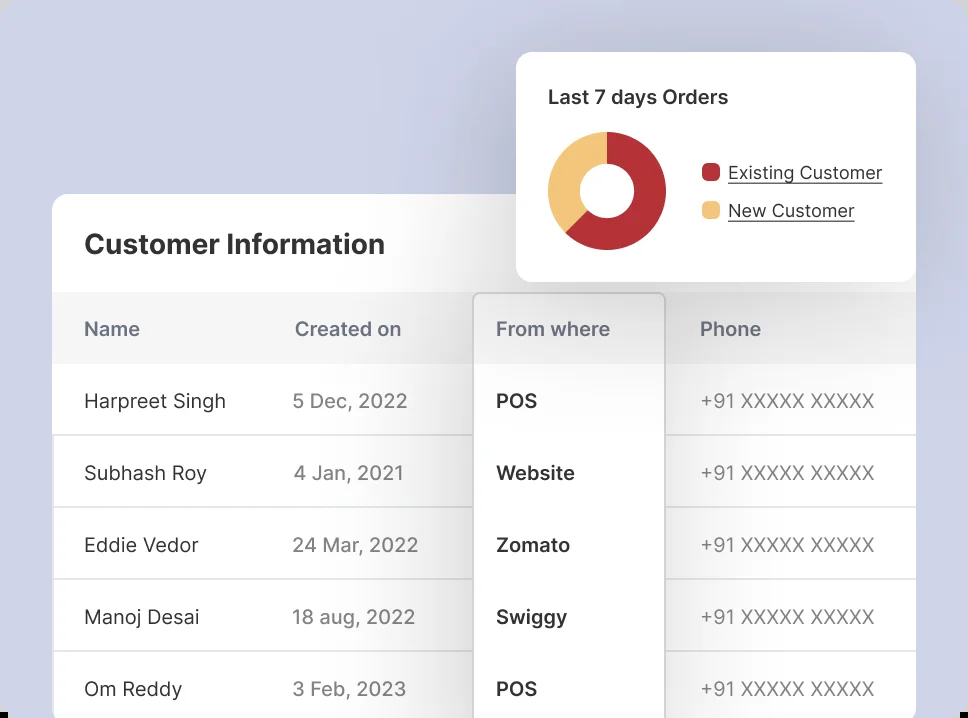 Last 7 days Orders
Existing Customer
New Customer
Customer Information
Name Created on From where Phone
Harpreet Singh 5 Dec, 2022 POS +91 XXXXX XXXXX
Subhash Roy 4 Jan, 2021 Website +91 XXXXX XXXXX
Eddie Vedor 24 Mar, 2022 Zomato +91 XXXXX XXXXX
Manoj Desai 18 aug, 2022 Swiggy +91 XXXXX XXXXX
Om Reddy 3 Feb, 2023 POS +91 XXXXX XXXXX